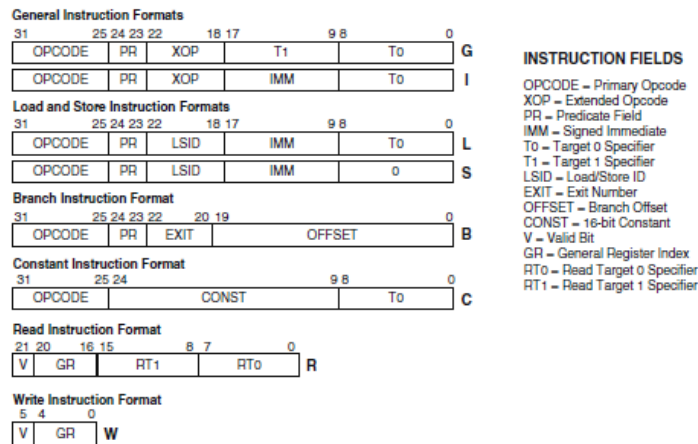 General Instruction Formats
31 25 24 23 22 18 17 9 8 0
OPCODE PR XOP T1 T0 G
OPCODE PR XOP IMM T0 I
Load and Store Instruction Formats
31 25 24 23 22 18 17 9 8 0
OPCODE PR LSID IMM T0 L
OPCODE PR LSID IMM 0 S
Branch Instruction Format
31 25 24 23 22 20 19 0
OPCODE PR EXIT OFFSET B
Constant Instruction Format
31 25 24 9 8 0
OPCODE CONST T0 C
Read Instruction Format
21 20 16 15 8 7 0
V GR RT1 RT0 R
Write Instruction Format
5 4 0
V GR W
INSTRUCTION FIELDS
OPCODE = Primary Opcode
XOP = Extended Opcode
PR = Predicate Field
IMM = Signed Immediate
T0 = Target 0 Specifier
T1 = Target 1 Specifier
LSID = Load/Store ID
EXIT = Exit Number
OFFSET = Branch Offset
CONST = 16-bit Constant
V = Valid Bit
GR = General Register Index
RT0 = Read Target 0 Specifier
RT1 = Read Target 1 Specifier